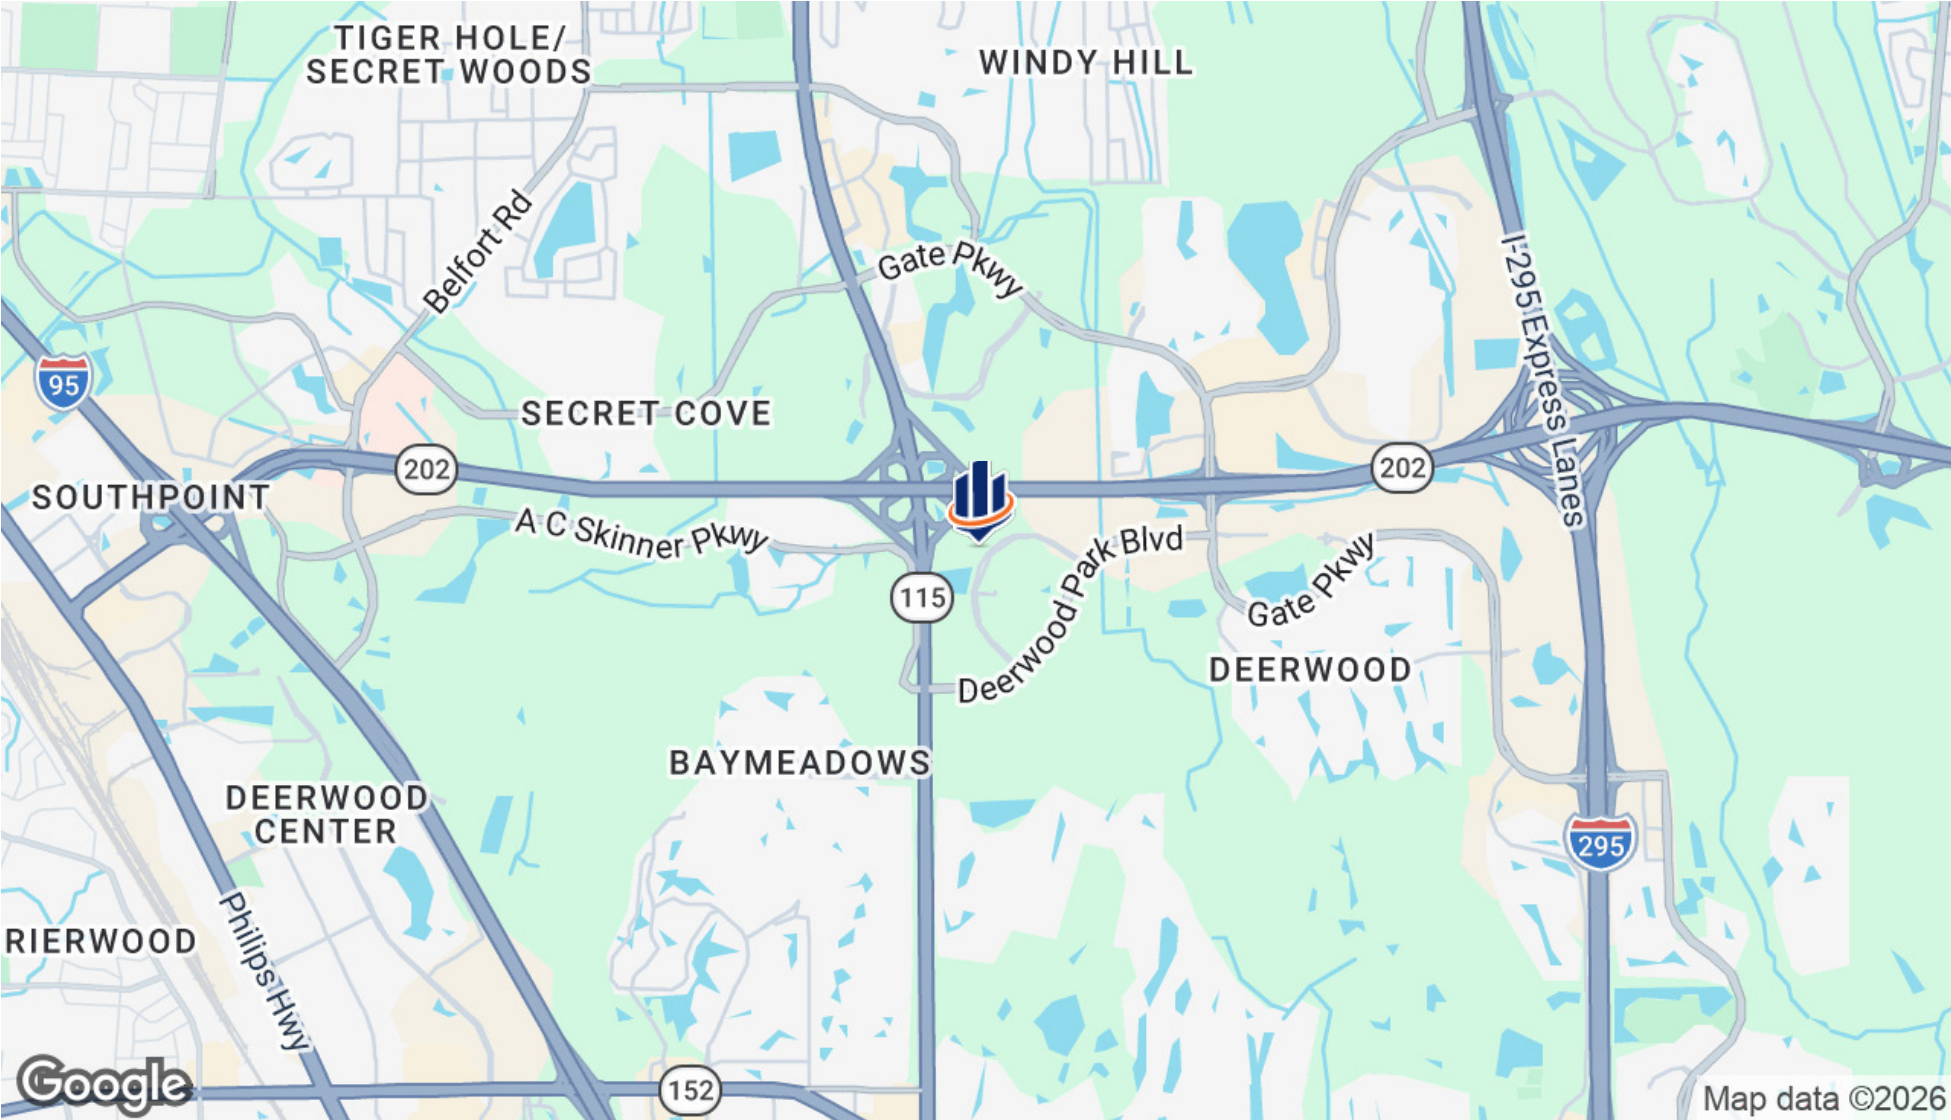 TIGER HOLE/
SECRET WOODS
WINDY HILL
Belfort Rd
Gate Pkwy
I-295 Express Lanes
95
SECRET COVE
202
202
SOUTHPOINT
A C Skinner Pkwy
Deerwood Park Blvd
Gate Pkwy
115
DEERWOOD
BAYMEADOWS
DEERWOOD
CENTER
295
Philips Hwy
RIERWOOD
152
Google
Map data ©2026